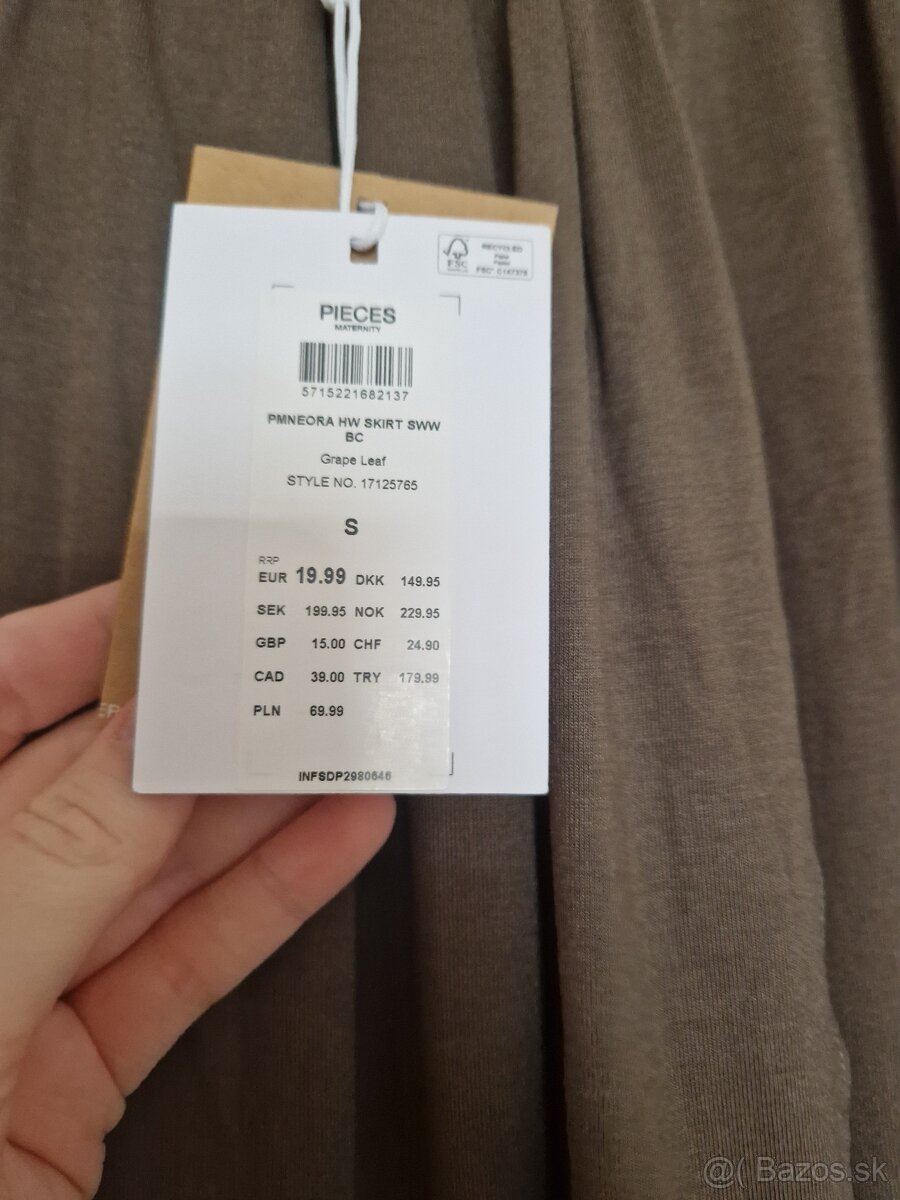 FSC
RECYCLED
FSC® C147375
PIECES
MATERNITY
5715221682137
PMNEORA HW SKIRT SWW
BC
Grape Leaf
STYLE NO. 17125765
S
RRP
EUR 19.99 DKK 149.95
SEK 199.95 NOK 229.95
GBP 15.00 CHF 24.90
CAD 39.00 TRY 179.99
PLN 69.99
INFSDP2980646
@( Bazos.sk